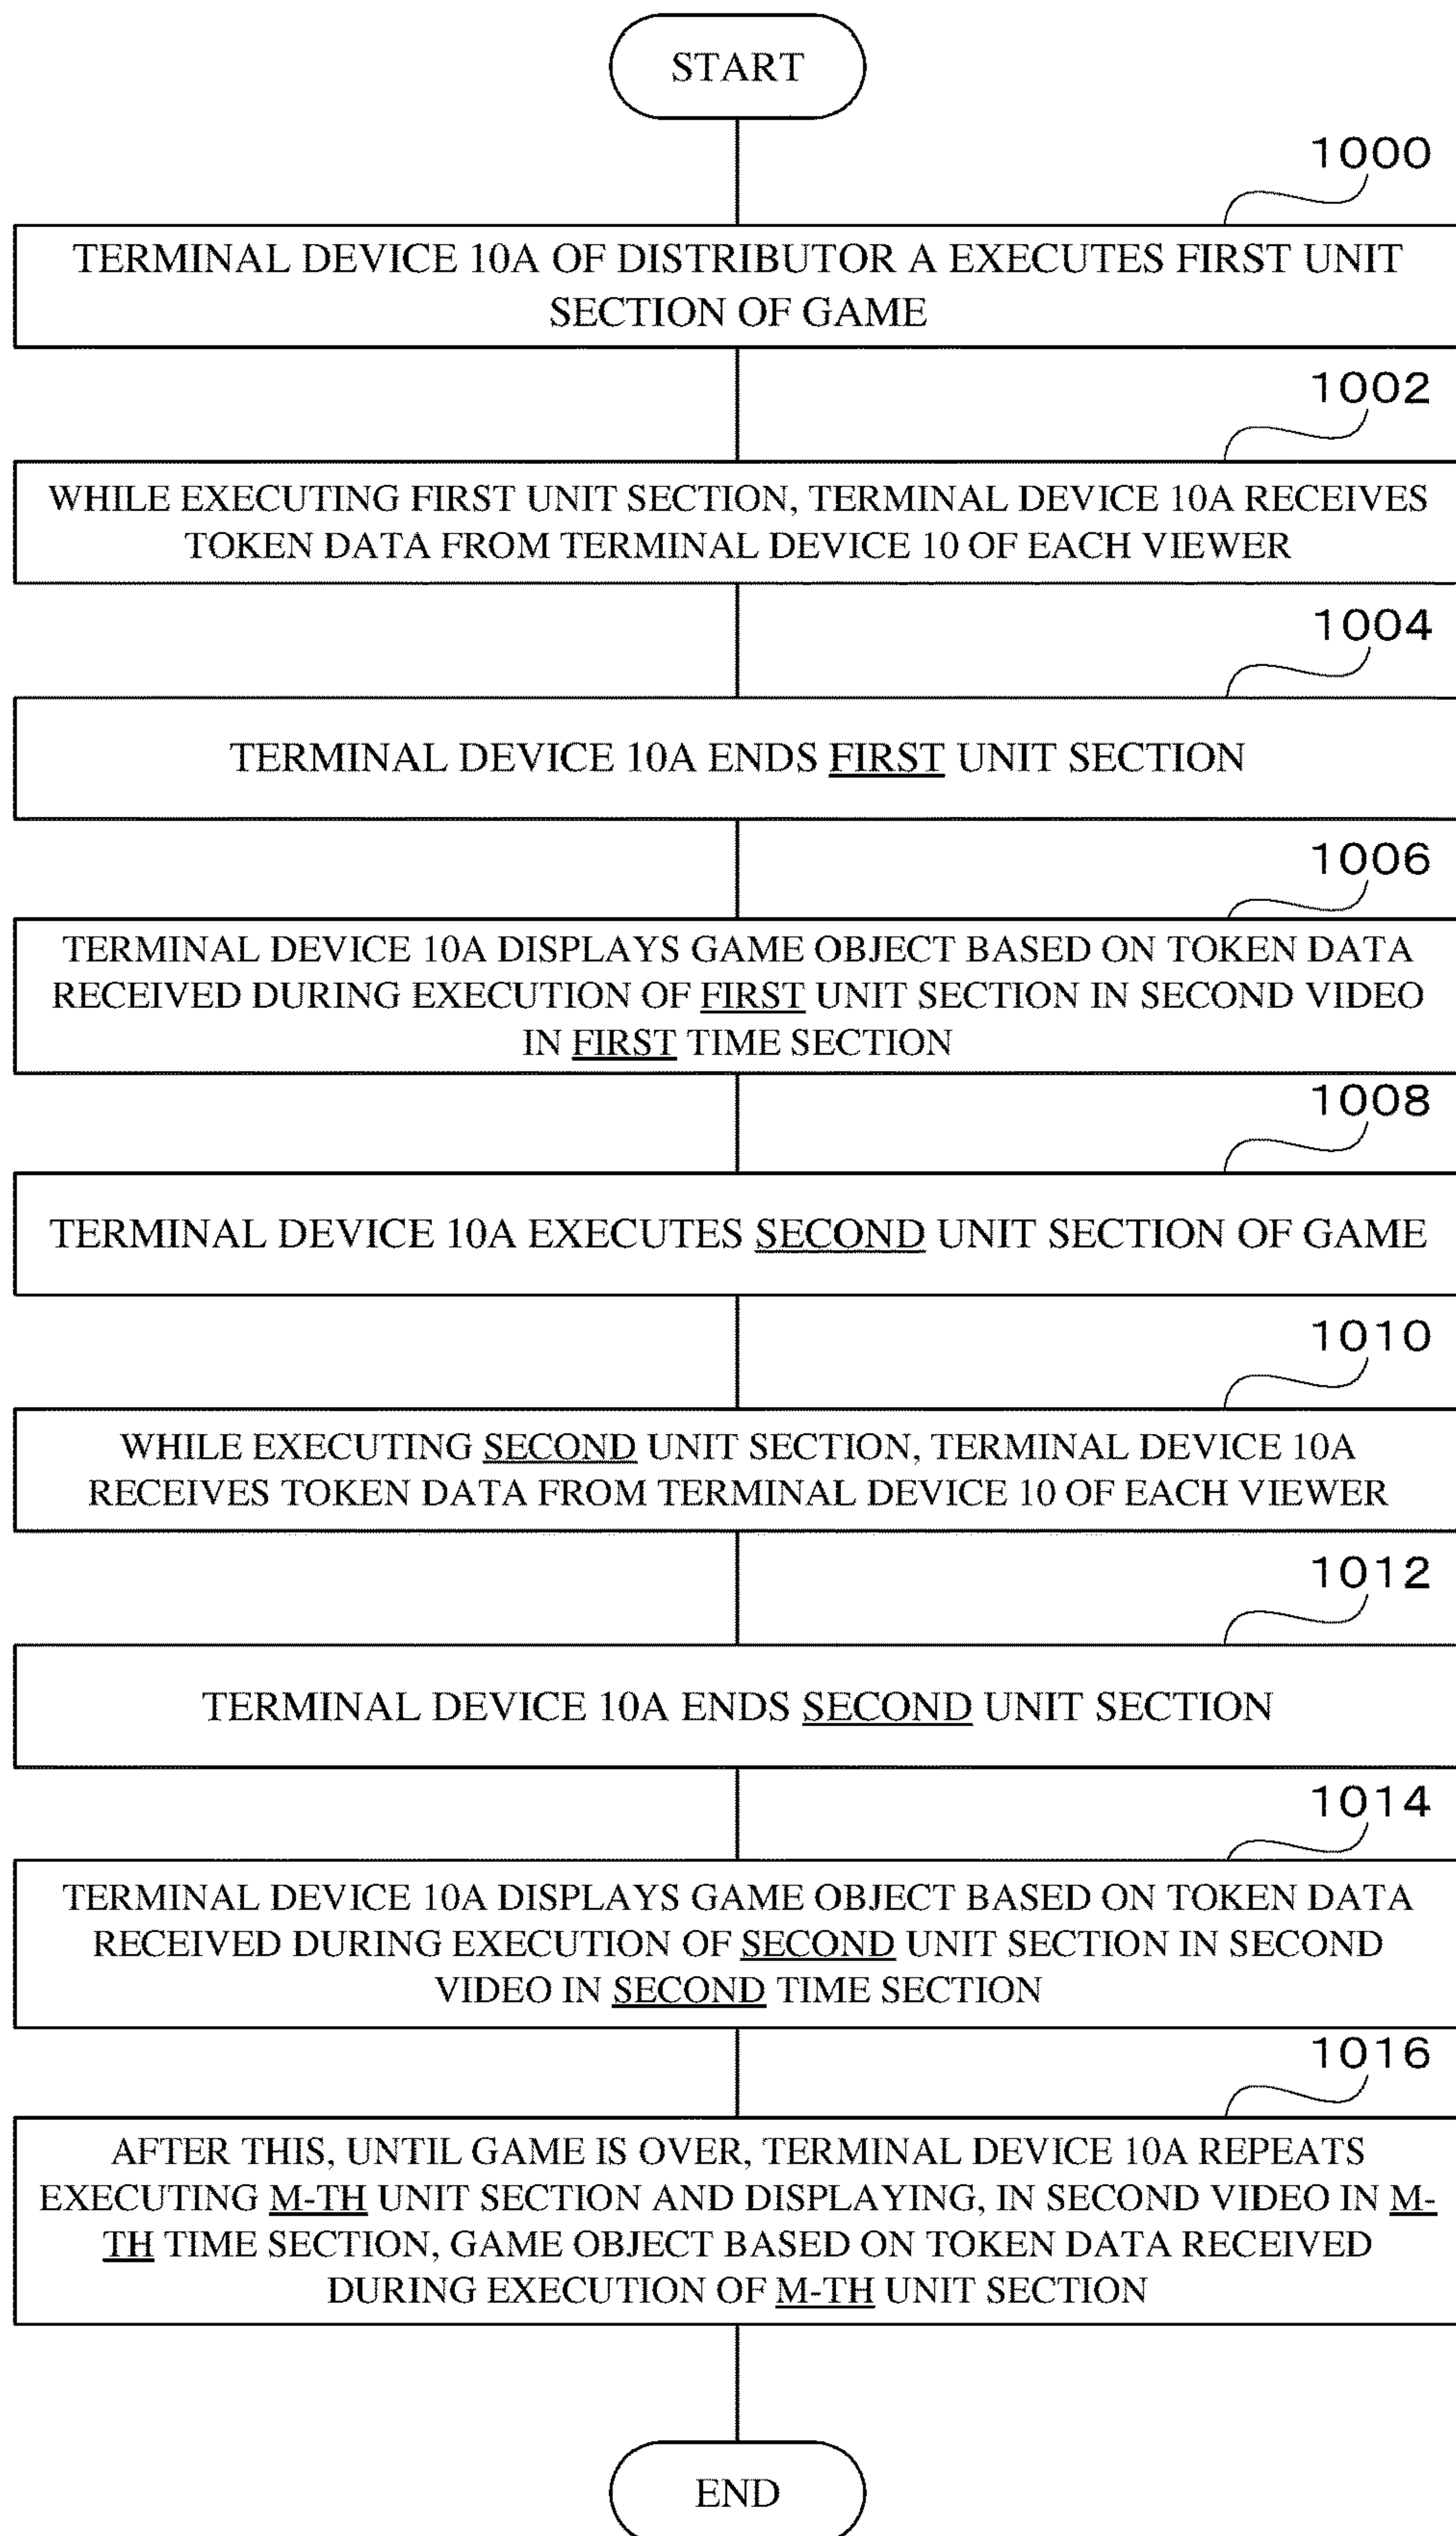 START
1000
TERMINAL DEVICE 10A OF DISTRIBUTOR A EXECUTES FIRST UNIT
SECTION OF GAME
1002
WHILE EXECUTING FIRST UNIT SECTION, TERMINAL DEVICE 10A RECEIVES
TOKEN DATA FROM TERMINAL DEVICE 10 OF EACH VIEWER
1004
TERMINAL DEVICE 10A ENDS FIRST UNIT SECTION
1006
TERMINAL DEVICE 10A DISPLAYS GAME OBJECT BASED ON TOKEN DATA
RECEIVED DURING EXECUTION OF FIRST UNIT SECTION IN SECOND VIDEO
IN FIRST TIME SECTION
1008
TERMINAL DEVICE 10A EXECUTES SECOND UNIT SECTION OF GAME
1010
WHILE EXECUTING SECOND UNIT SECTION, TERMINAL DEVICE 10A
RECEIVES TOKEN DATA FROM TERMINAL DEVICE 10 OF EACH VIEWER
1012
TERMINAL DEVICE 10A ENDS SECOND UNIT SECTION
1014
TERMINAL DEVICE 10A DISPLAYS GAME OBJECT BASED ON TOKEN DATA
RECEIVED DURING EXECUTION OF SECOND UNIT SECTION IN SECOND
VIDEO IN SECOND TIME SECTION
1016
AFTER THIS, UNTIL GAME IS OVER, TERMINAL DEVICE 10A REPEATS
EXECUTING M-TH UNIT SECTION AND DISPLAYING, IN SECOND VIDEO IN M-
TH TIME SECTION, GAME OBJECT BASED ON TOKEN DATA RECEIVED
DURING EXECUTION OF M-TH UNIT SECTION
END